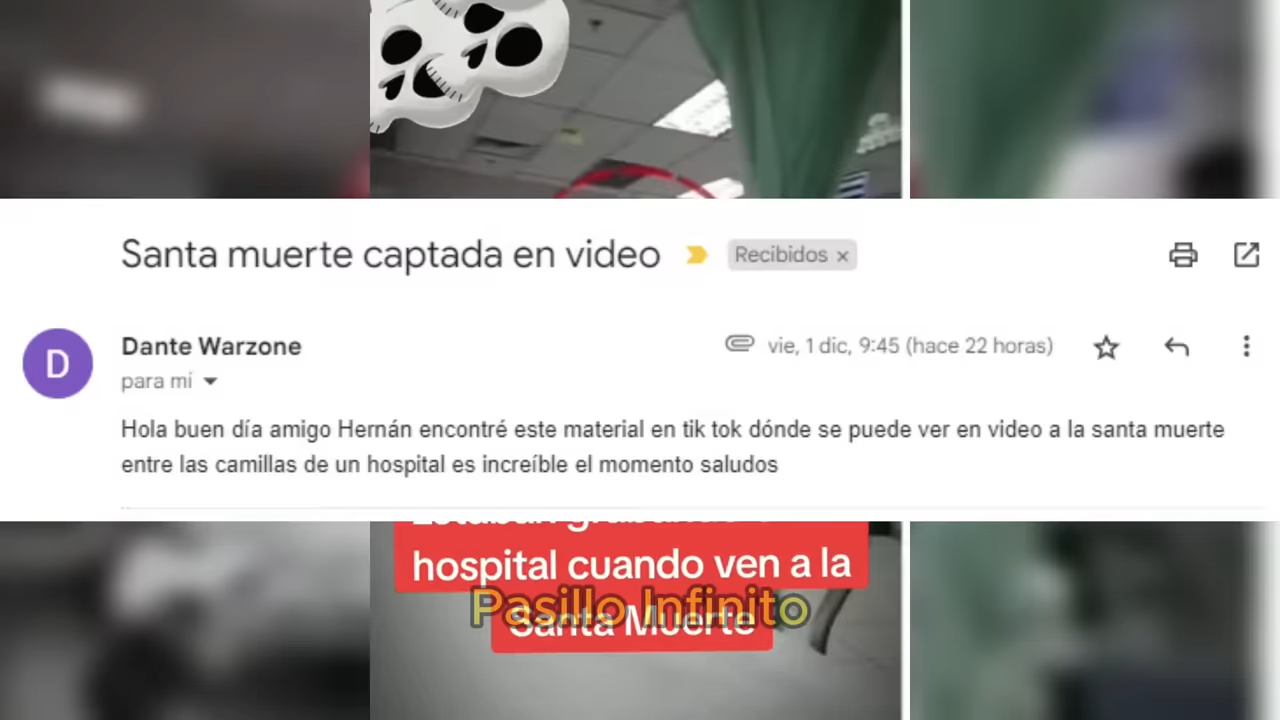 Santa muerte captada en video
Recibidos ×
D
Dante Warzone
vie, 1 dic, 9:45 (hace 22 horas)
para mí
Hola buen día amigo Hernán encontré este material en tik tok dónde se puede ver en video a la santa muerte
entre las camillas de un hospital es increíble el momento saludos
hospital cuando ven a la
Pasillo Infinito
Santa Muerte